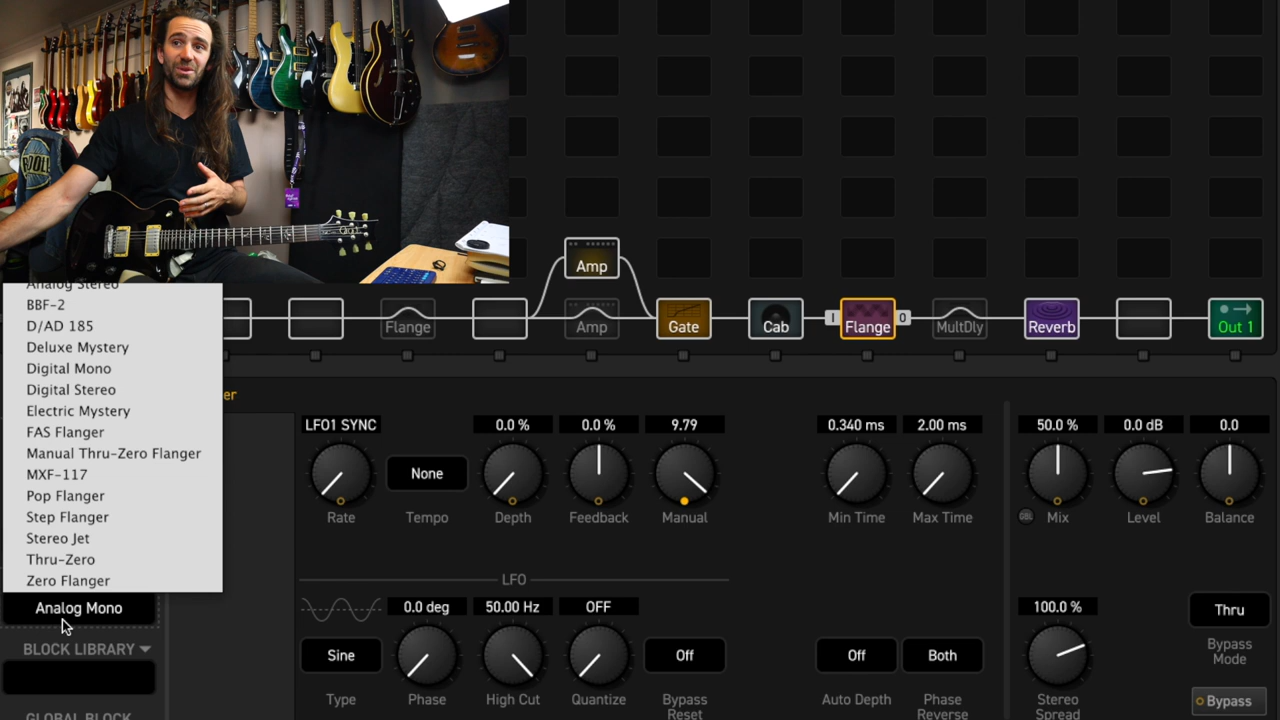 Analog Stereo
BBF-2
D/AD 185
Deluxe Mystery
Digital Mono
Digital Stereo
Electric Mystery
FAS Flanger
Manual Thru-Zero Flanger
MXF-117
Pop Flanger
Step Flanger
Stereo Jet
Thru-Zero
Zero Flanger
Analog Mono
BLOCK LIBRARY
GLOBAL BLOCK
Amp
Flange Amp Gate Cab I Flange O MultDly Reverb Out 1
er
LFO1 SYNC 0.0 % 0.0 % 9.79 0.340 ms 2.00 ms 50.0 % 0.0 dB 0.0
None
Rate Tempo Depth Feedback Manual Min Time Max Time GBL Mix Level Balance
LFO
0.0 deg 50.00 Hz OFF 100.0 %
Sine Off Off Both Thru
Type Phase High Cut Quantize Bypass Reset Auto Depth Phase Reverse Stereo Spread
Bypass Mode
Bypass